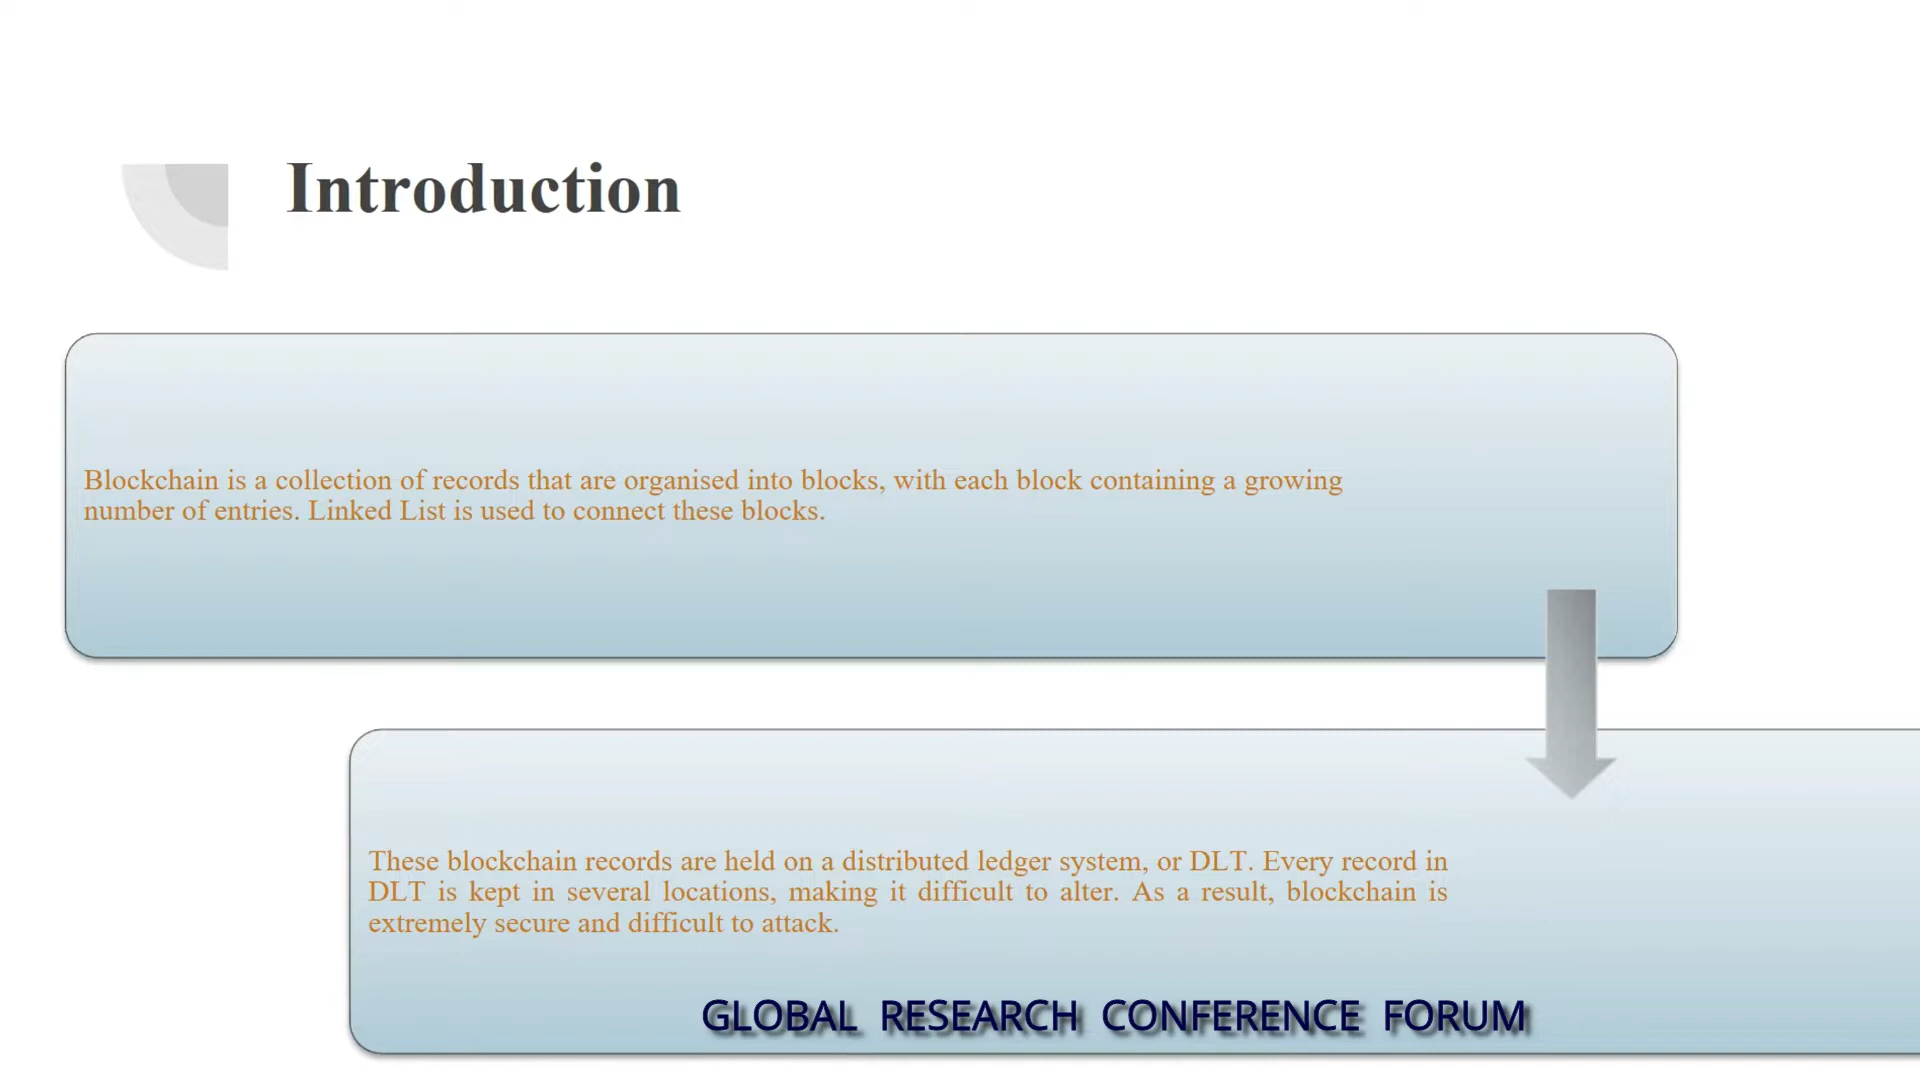 Introduction
Blockchain is a collection of records that are organised into blocks, with each block containing a growing
number of entries. Linked List is used to connect these blocks.
These blockchain records are held on a distributed ledger system, or DLT. Every record in
DLT is kept in several locations, making it difficult to alter. As a result, blockchain is
extremely secure and difficult to attack.
GLOBAL RESEARCH CONFERENCE FORUM